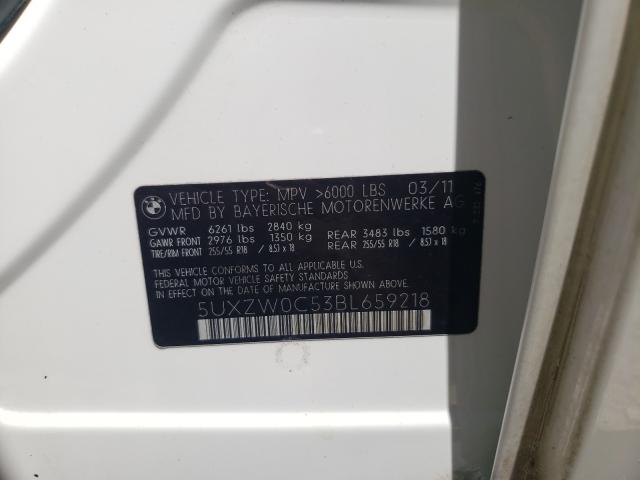 BMW
VEHICLE TYPE: MPV >6000 LBS 03/11
MFD BY BAYERISCHE MOTORENWERKE AG
GVWR 6261 lbs 2840 kg
GAWR FRONT 2976 lbs 1350 kg REAR 3483 lbs 1580 kg
TIRE/RIM FRONT 255/55 R18 / 8.5J x 18 REAR 255/55 R18 / 8.5J x 18
THIS VEHICLE CONFORMS TO ALL APPLICABLE U.S.
FEDERAL MOTOR VEHICLE SAFETY STANDARDS IN
EFFECT ON THE DATE OF MANUFACTURE SHOWN ABOVE.
5UXZW0C53BL659218